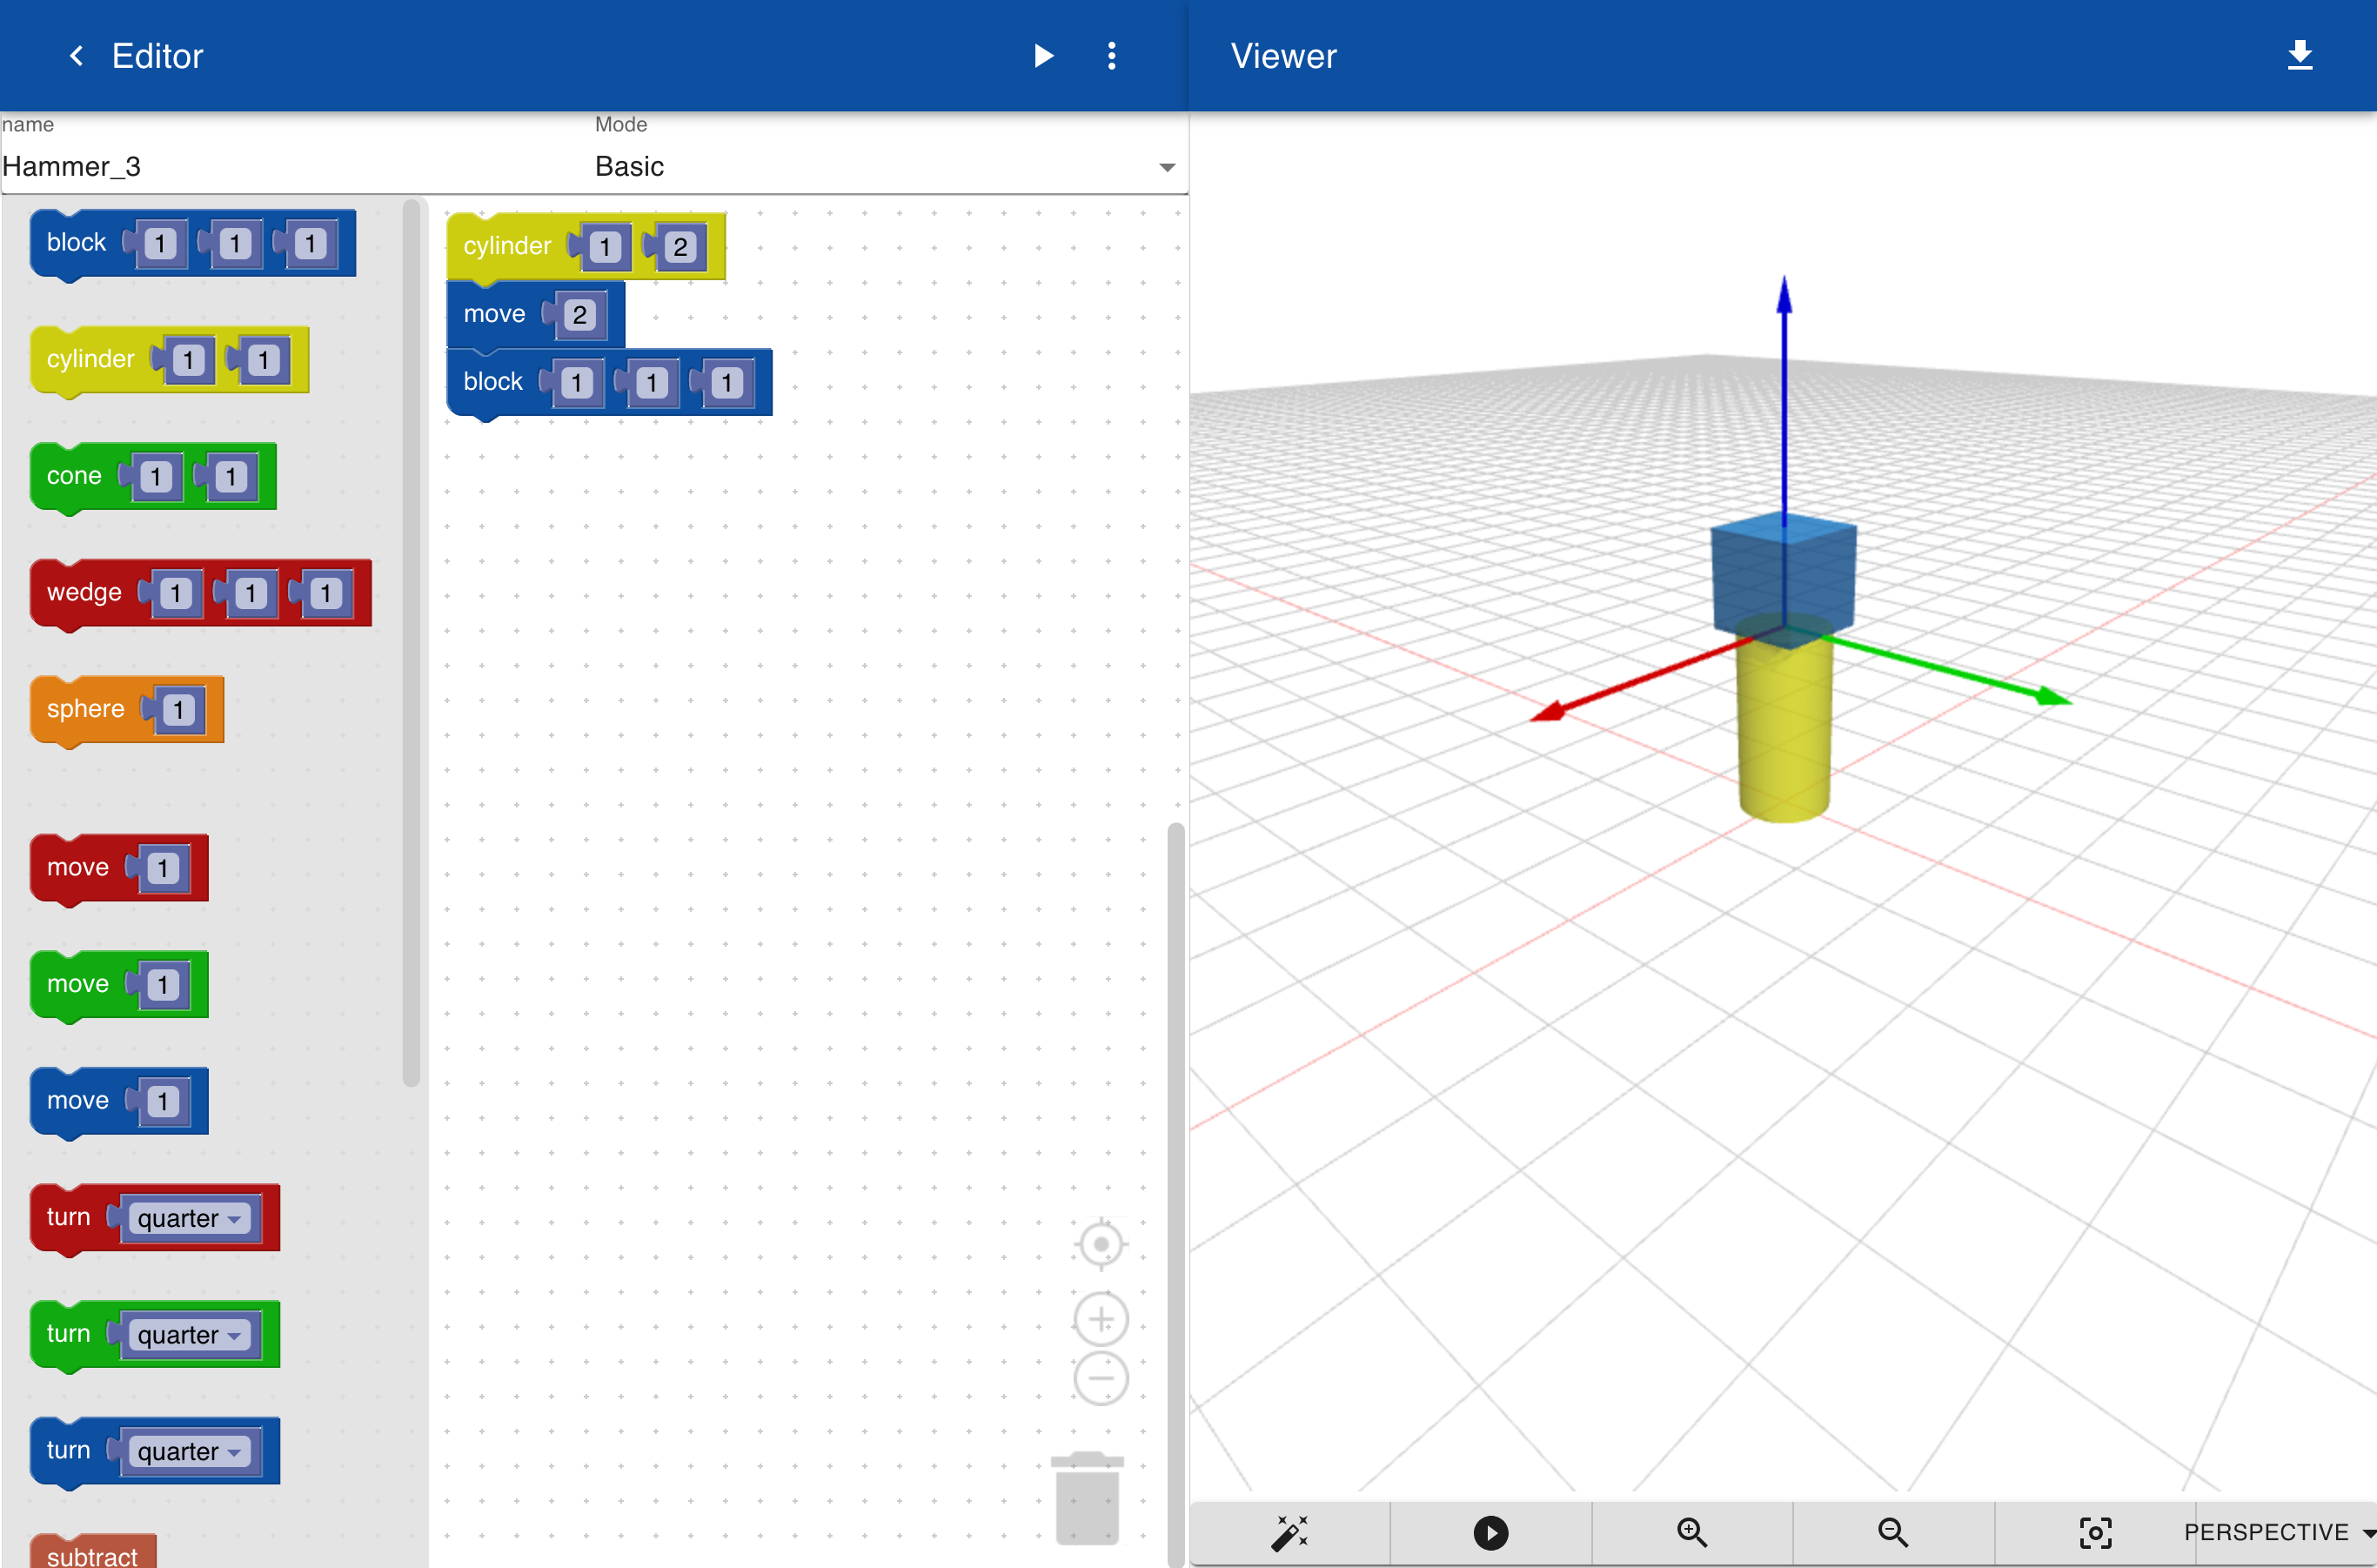 Editor
Viewer
name
Mode
Hammer_3
Basic
block 1 1 1
cylinder 1 1
cone 1 1
wedge 1 1 1
sphere 1
move 1
move 1
move 1
turn quarter
turn quarter
turn quarter
subtract
cylinder 1 2
move 2
block 1 1 1
PERSPECTIVE